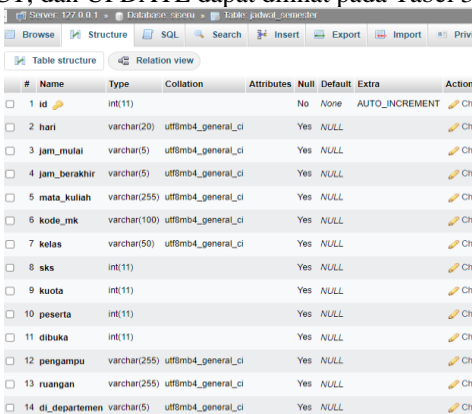 dan UPDATE dapat dilihat pada Tabel
Server: 127.0.0.1 » Database: siseru » Table: jadwal_semester
Browse Structure SQL Search Insert Export Import Privi
Table structure Relation view
# Name Type Collation Attributes Null Default Extra Action
1 id int(11) No None AUTO_INCREMENT Ch
2 hari varchar(20) utf8mb4_general_ci Yes NULL Ch
3 jam_mulai varchar(5) utf8mb4_general_ci Yes NULL Ch
4 jam_berakhir varchar(5) utf8mb4_general_ci Yes NULL Ch
5 mata_kuliah varchar(255) utf8mb4_general_ci Yes NULL Ch
6 kode_mk varchar(100) utf8mb4_general_ci Yes NULL Ch
7 kelas varchar(50) utf8mb4_general_ci Yes NULL Ch
8 sks int(11) Yes NULL Ch
9 kuota int(11) Yes NULL Ch
10 peserta int(11) Yes NULL Ch
11 dibuka int(11) Yes NULL Ch
12 pengampu varchar(255) utf8mb4_general_ci Yes NULL Ch
13 ruangan varchar(255) utf8mb4_general_ci Yes NULL Ch
14 di_departemen varchar(5) utf8mb4_general_ci Yes NULL Ch